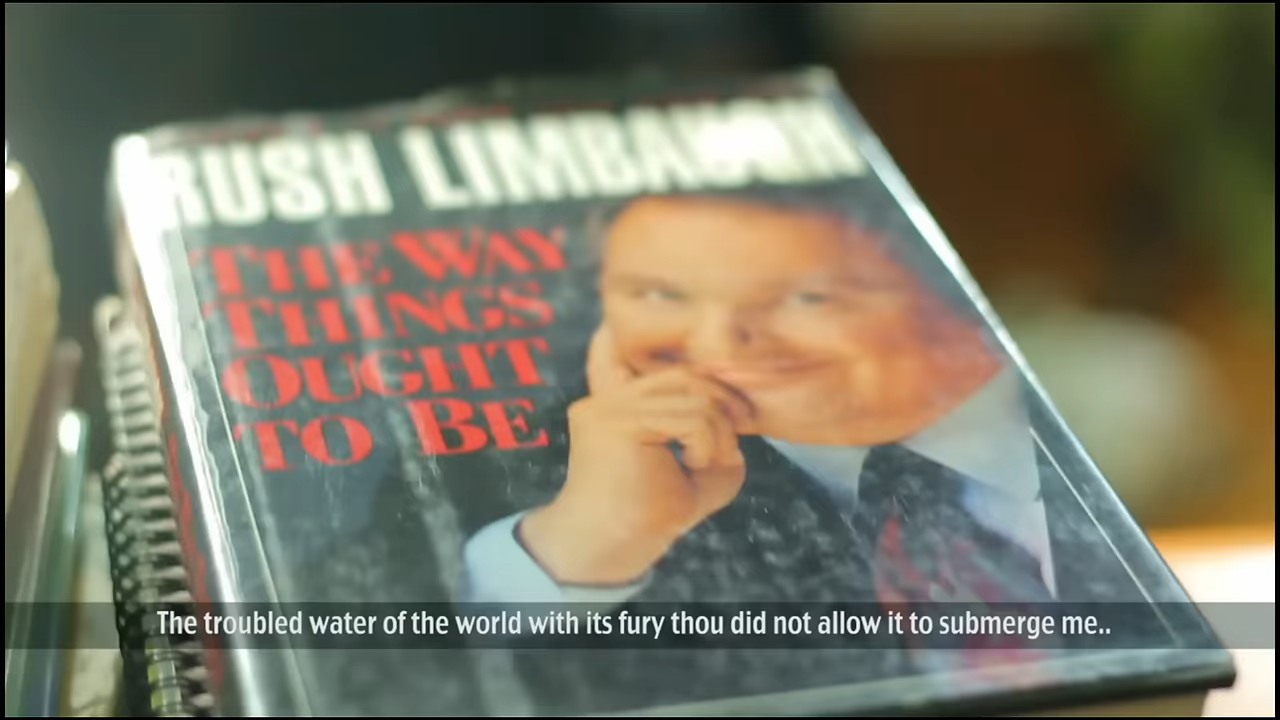 RUSH LIMBAUGH
THE WAY
THINGS
OUGHT
TO BE
The troubled water of the world with its fury thou did not allow it to submerge me..